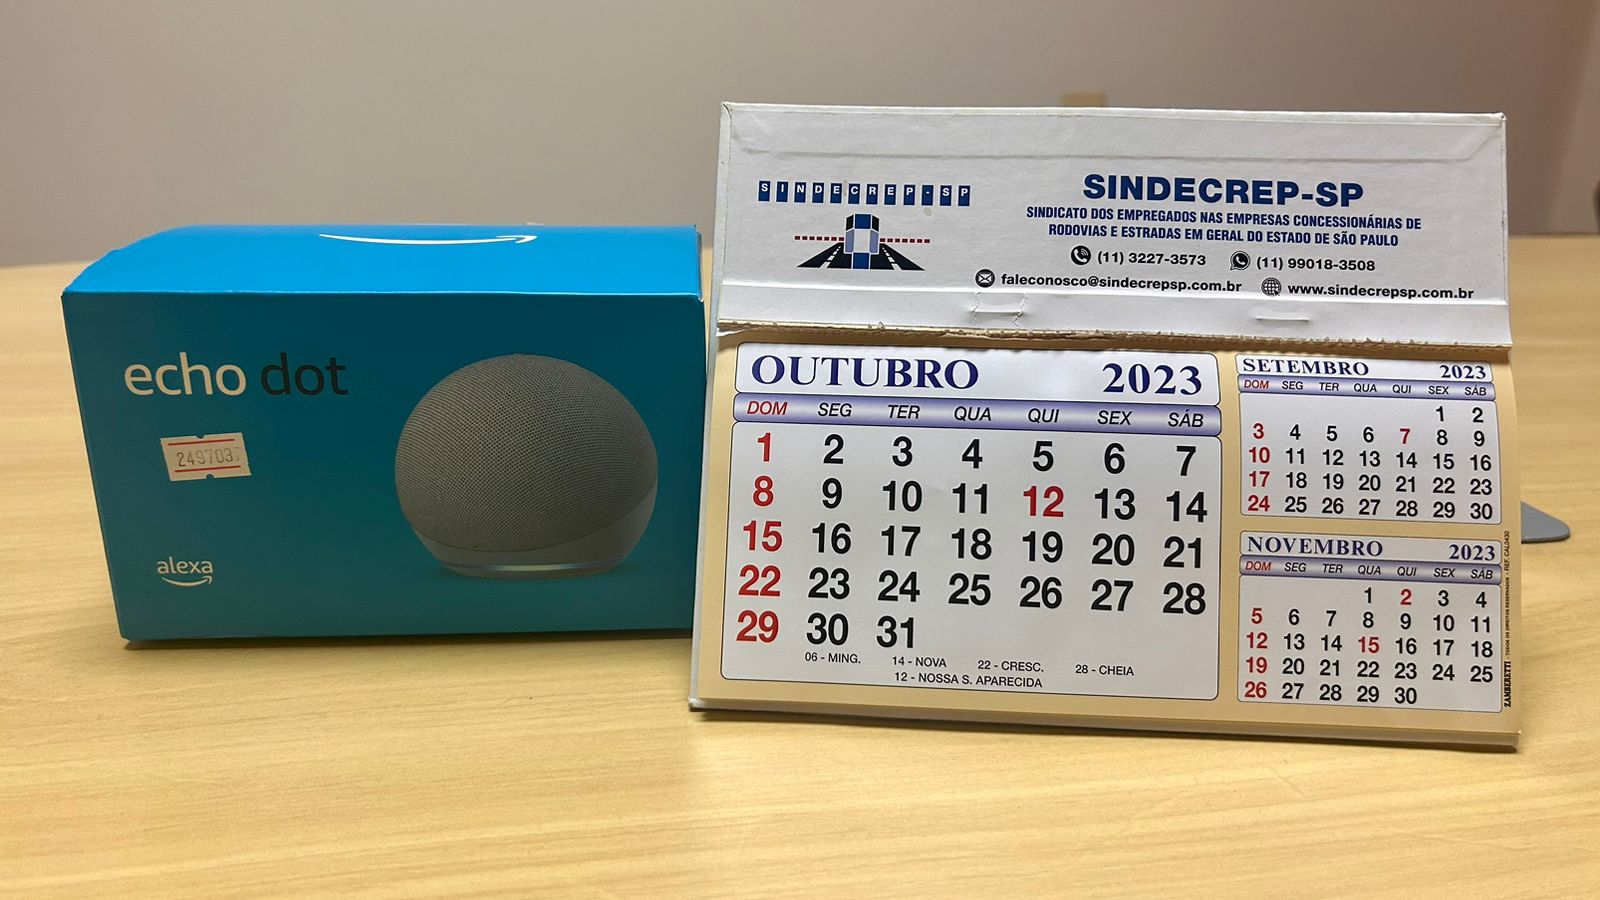 echo dot
249703
alexa
SINDECREP-SP
SINDECREP-SP
SINDICATO DOS EMPREGADOS NAS EMPRESAS CONCESSIONÁRIAS DE
RODOVIAS E ESTRADAS EM GERAL DO ESTADO DE SÃO PAULO
(11) 3227-3573 (11) 99018-3508
faleconosco@sindecrepsp.com.br www.sindecrepsp.com.br
OUTUBRO 2023
DOM SEG TER QUA QUI SEX SÁB
1 2 3 4 5 6 7
8 9 10 11 12 13 14
15 16 17 18 19 20 21
22 23 24 25 26 27 28
29 30 31
06 - MING. 14 - NOVA 22 - CRESC. 28 - CHEIA
12 - NOSSA S. APARECIDA
SETEMBRO 2023
DOM SEG TER QUA QUI SEX SÁB
1 2
3 4 5 6 7 8 9
10 11 12 13 14 15 16
17 18 19 20 21 22 23
24 25 26 27 28 29 30
NOVEMBRO 2023
DOM SEG TER QUA QUI SEX SÁB
1 2 3 4
5 6 7 8 9 10 11
12 13 14 15 16 17 18
19 20 21 22 23 24 25
26 27 28 29 30
ZAMBERETTI - TODOS OS DIREITOS RESERVADOS - REF. CAL0430